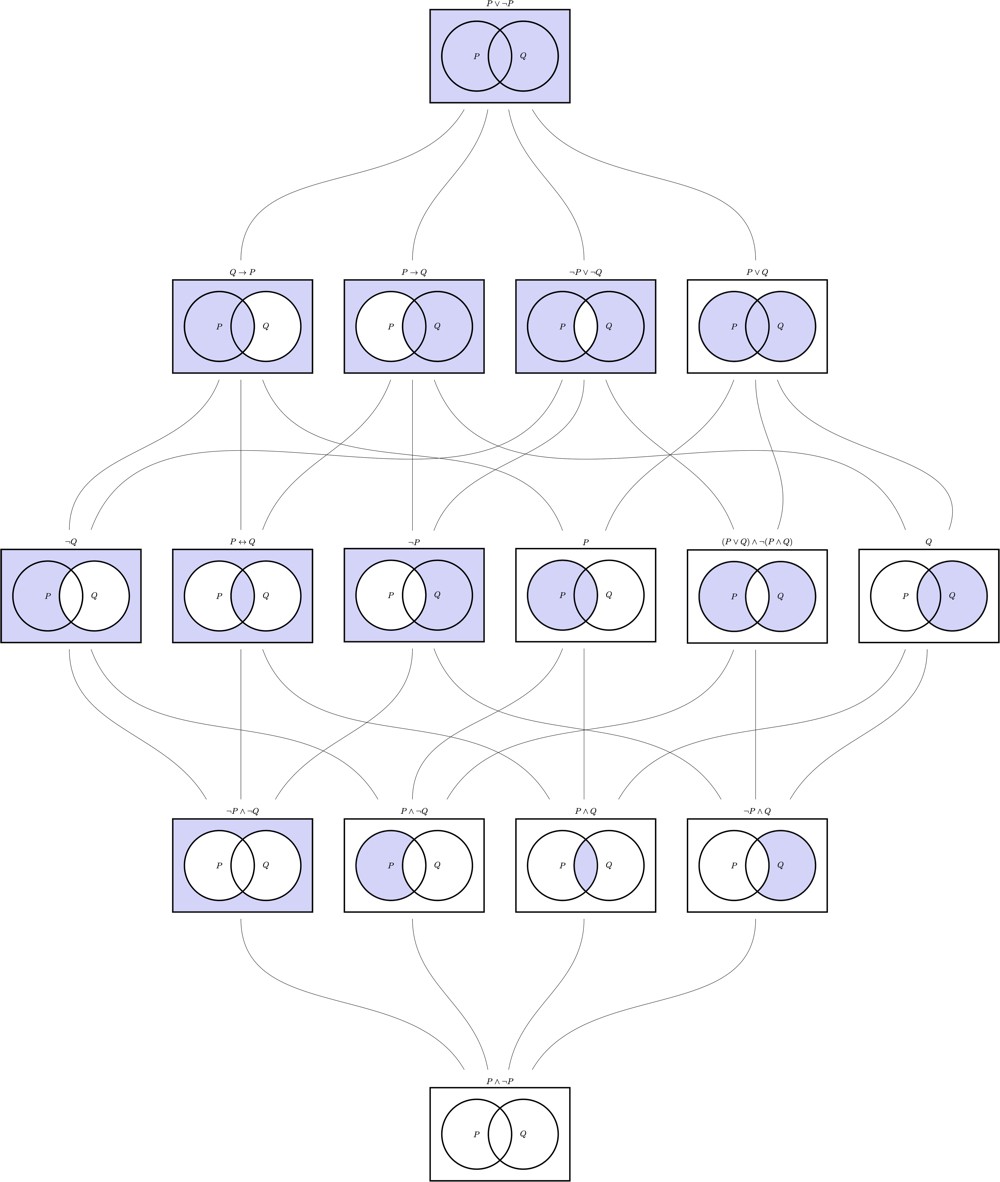 P ∨ ¬P
P Q
Q → P P → Q ¬P ∨ ¬Q P ∨ Q
P Q P Q P Q P Q
¬Q P ↔ Q ¬P P (P ∨ Q) ∧ ¬(P ∧ Q) Q
P Q P Q P Q P Q P Q P Q
¬P ∧ ¬Q P ∧ ¬Q P ∧ Q ¬P ∧ Q
P Q P Q P Q P Q
P ∧ ¬P
P Q